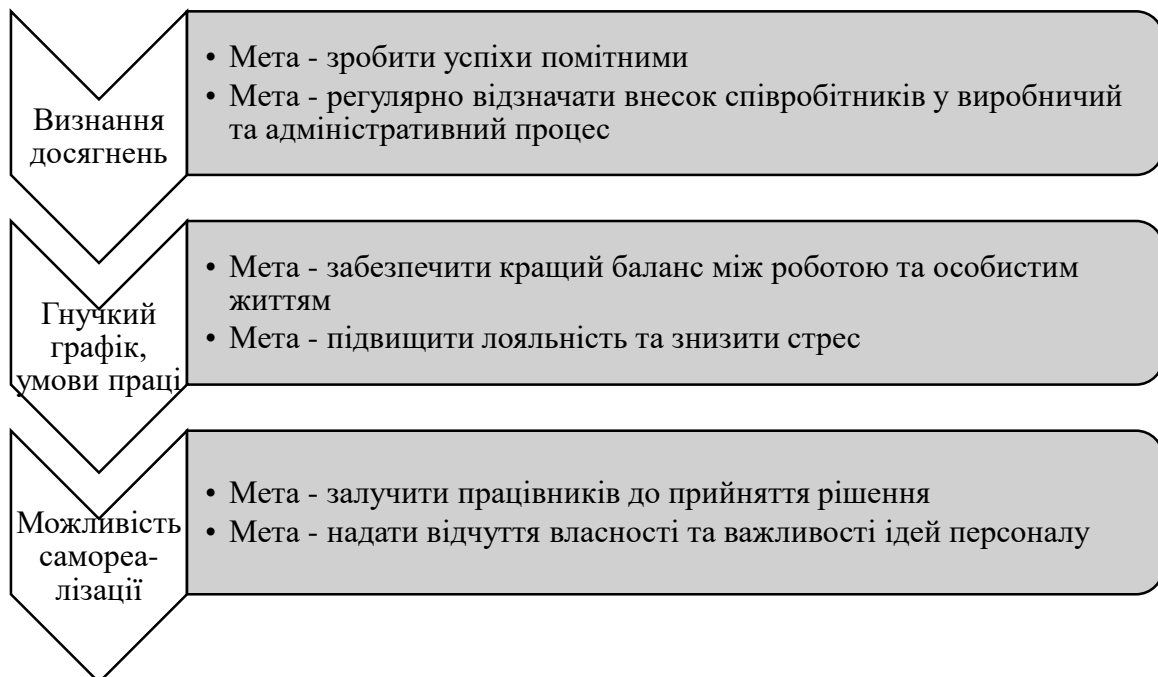 Визнання
досягнень
• Мета - зробити успіхи помітними
• Мета - регулярно відзначати внесок співробітників у виробничий
та адміністративний процес
Гнучкий
графік,
умови праці
• Мета - забезпечити кращий баланс між роботою та особистим
життям
• Мета - підвищити лояльність та знизити стрес
Можливість
самореа-
лізації
• Мета - залучити працівників до прийняття рішення
• Мета - надати відчуття власності та важливості ідей персоналу